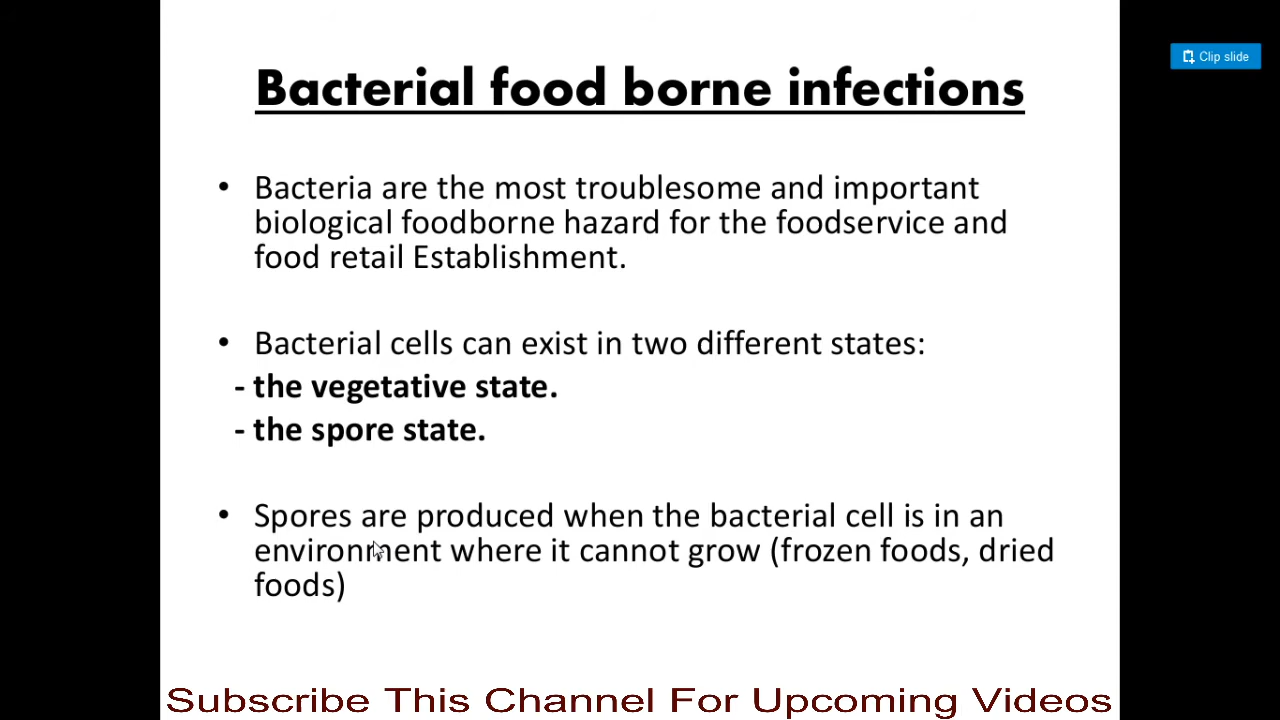 Clip slide
Bacterial food borne infections
• Bacteria are the most troublesome and important
biological foodborne hazard for the foodservice and
food retail Establishment.
• Bacterial cells can exist in two different states:
- the vegetative state.
- the spore state.
• Spores are produced when the bacterial cell is in an
environment where it cannot grow (frozen foods, dried
foods)
Subscribe This Channel For Upcoming Videos